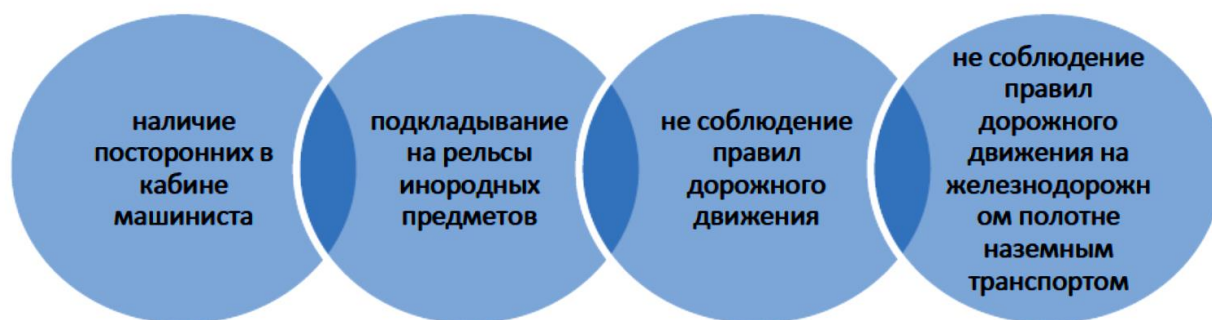 наличие
посторонних в
кабине
машиниста
подкладывание
на рельсы
инородных
предметов
не соблюдение
правил
дорожного
движения
не соблюдение
правил
дорожного
движения на
железнодорожн
ом полотне
наземным
транспортом